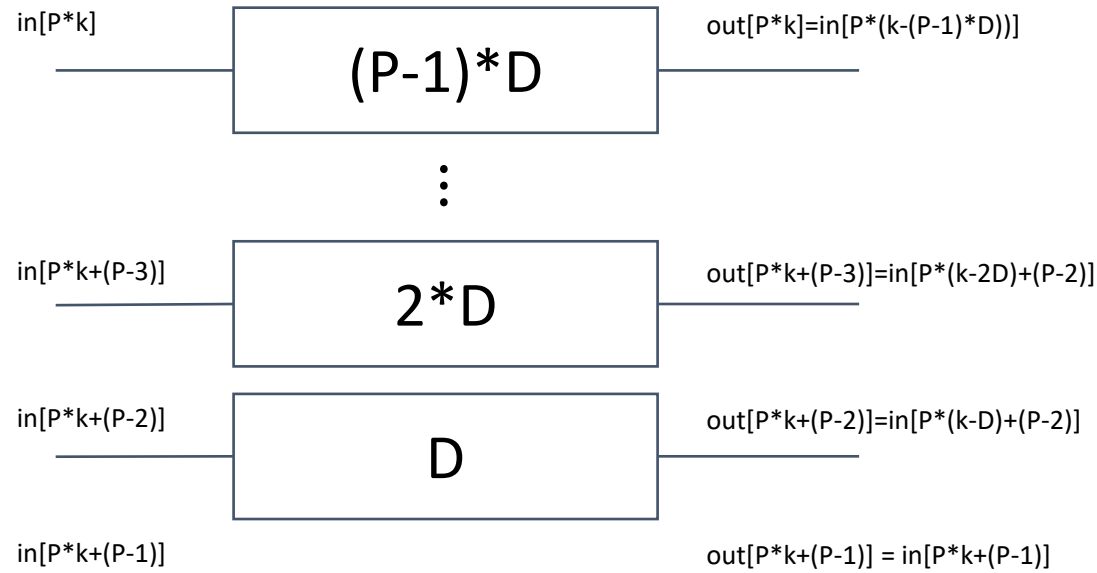 in[P*k]
(P-1)*D
out[P*k]=in[P*(k-(P-1)*D))]
in[P*k+(P-3)]
2*D
out[P*k+(P-3)]=in[P*(k-2D)+(P-2)]
in[P*k+(P-2)]
D
out[P*k+(P-2)]=in[P*(k-D)+(P-2)]
in[P*k+(P-1)]
out[P*k+(P-1)] = in[P*k+(P-1)]